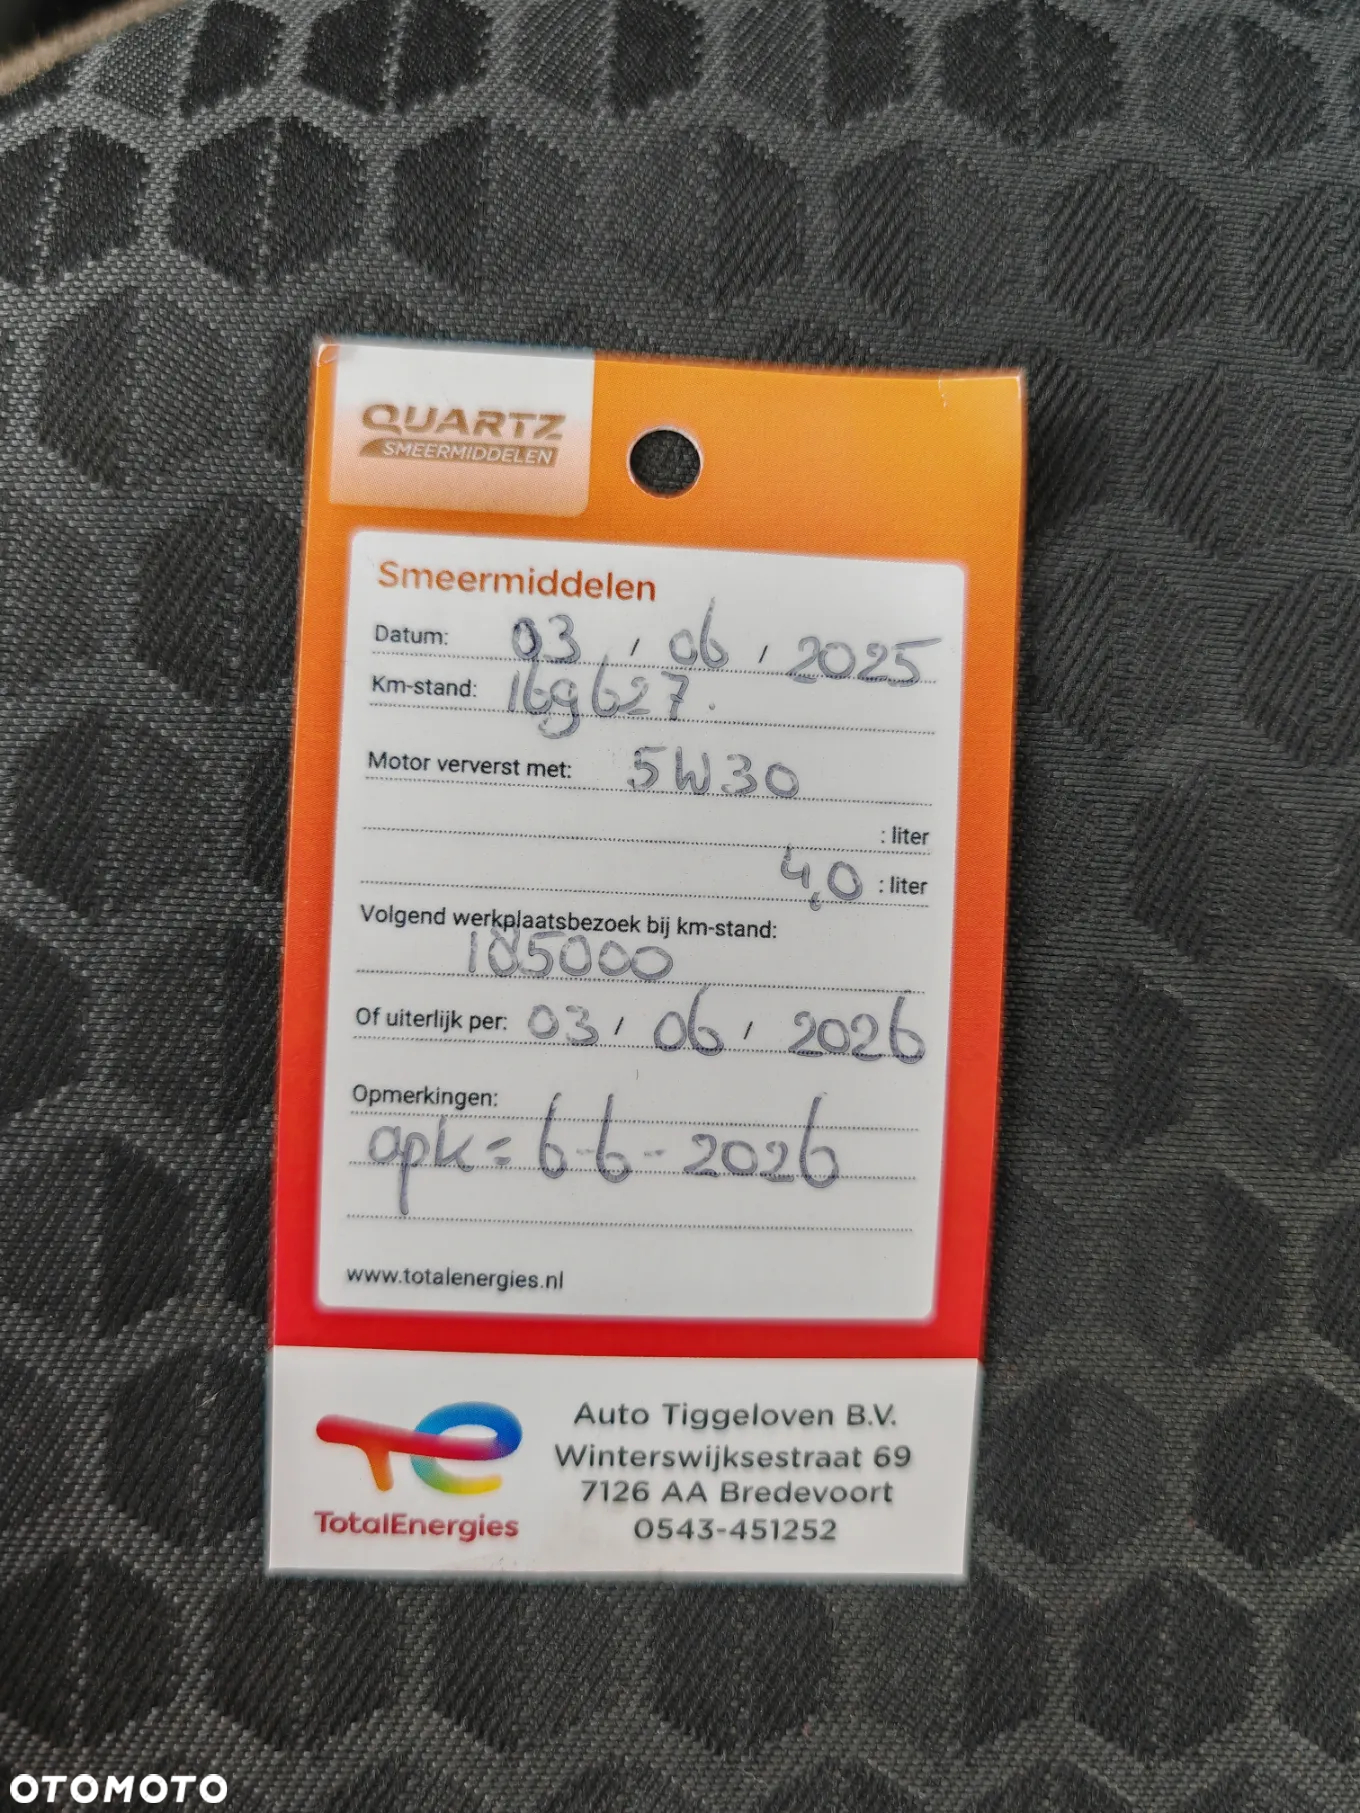 QUARTZ
SMEERMIDDELEN
Smeermiddelen
Datum: 03 / 06 / 2025
Km-stand: 169627.
Motor ververst met: 5W30
: liter
4,0 : liter
Volgend werkplaatsbezoek bij km-stand:
185000
Of uiterlijk per: 03 / 06 / 2026
Opmerkingen:
apk = 6-6-2026
www.totalenergies.nl
TotalEnergies
Auto Tiggeloven B.V.
Winterswijksestraat 69
7126 AA Bredevoort
0543-451252
OTOMOTO